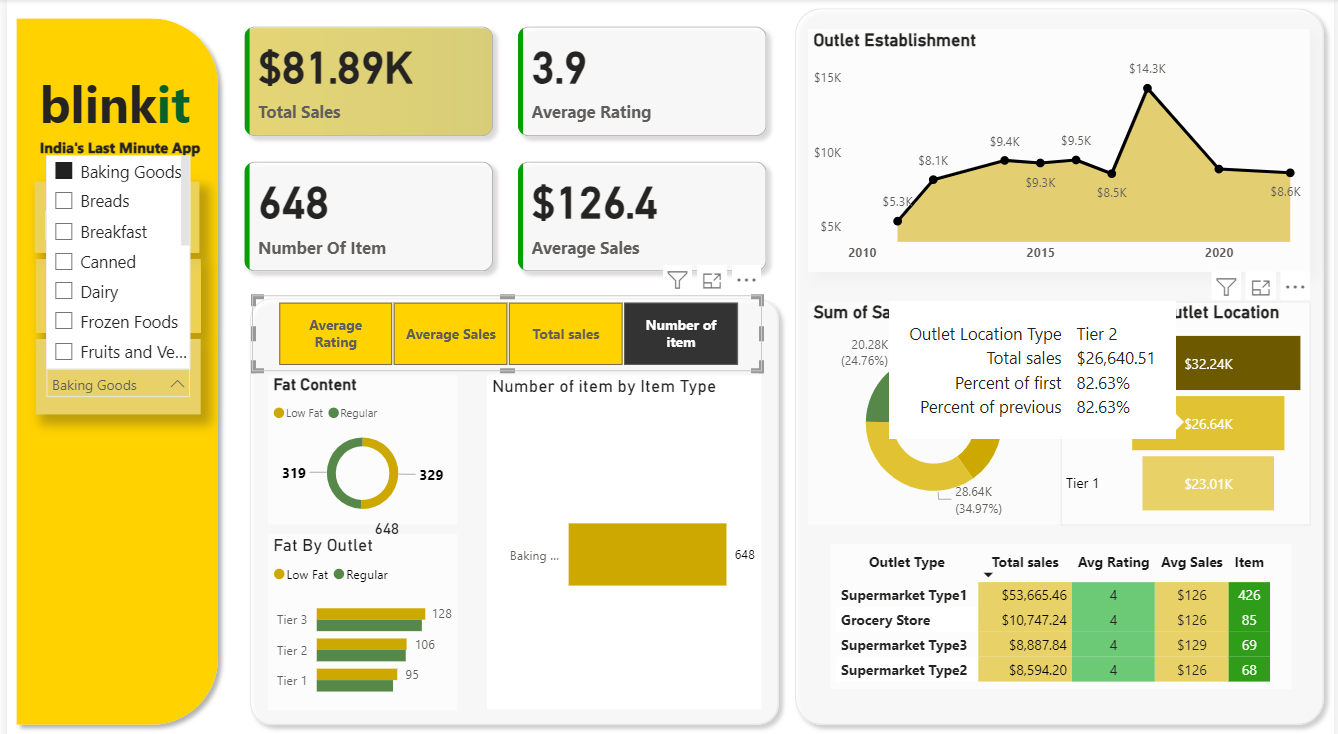 blinkit
India's Last Minute App
Baking Goods
Breads
Breakfast
Canned
Dairy
Frozen Foods
Fruits and Ve...
Baking Goods
$81.89K
Total Sales
3.9
Average Rating
648
Number Of Item
$126.4
Average Sales
Average
Rating
Average Sales
Total sales
Number of
item
Fat Content
Low Fat Regular
319
329
648
Fat By Outlet
Low Fat Regular
Tier 3 128
Tier 2 106
Tier 1 95
Number of item by Item Type
Baking ... 648
Outlet Establishment
$15K
$10K
$5K
$5.3K
$8.1K
$9.4K
$9.3K
$9.5K
$8.5K
$14.3K
$8.6K
2010 2015 2020
Sum of Sa
20.28K
(24.76%)
28.64K
(34.97%)
Outlet Location Type Tier 2
Total sales $26,640.51
Percent of first 82.63%
Percent of previous 82.63%
utlet Location
$32.24K
$26.64K
Tier 1 $23.01K
Outlet Type Total sales Avg Rating Avg Sales Item
Supermarket Type1 $53,665.46 4 $126 426
Grocery Store $10,747.24 4 $126 85
Supermarket Type3 $8,887.84 4 $129 69
Supermarket Type2 $8,594.20 4 $126 68